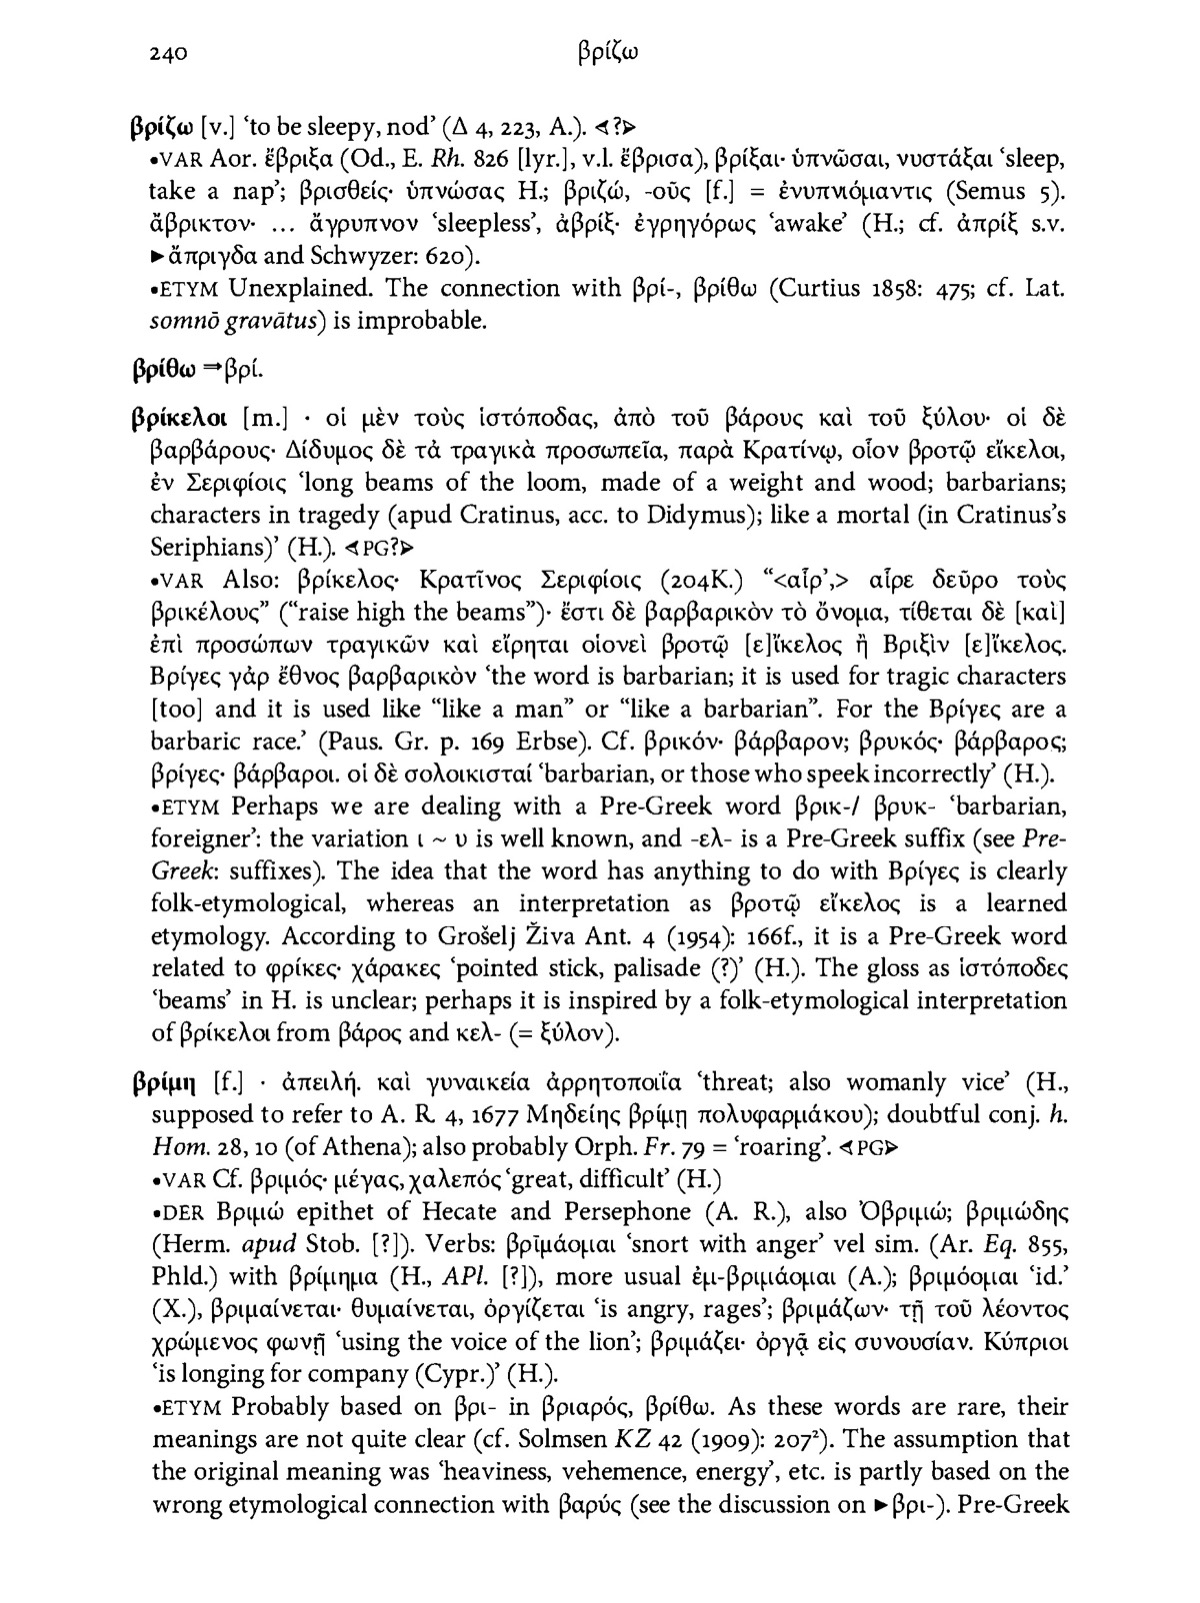 240
βρίζω
βρίζω [v.] ‘to be sleepy, nod’ (Δ 4, 223, A.). ◄?►
•VAR Aor. ἔβριξα (Od., E. Rh. 826 [lyr.], v.l. ἔβρισα), βρίξαι· ὑπνῶσαι, νυστάξαι ‘sleep,
take a nap’; βρισθείς· ὑπνώσας H.; βριζώ, -οῦς [f.] = ἐνυπνιόμαντις (Semus 5).
ἄβρικτον· ... ἄγρυπνον ‘sleepless’, ἀβρίξ· ἐγρηγόρως ‘awake’ (H.; cf. ἀπρίξ s.v.
►ἄπριγδα and Schwyzer: 620).
•ETYM Unexplained. The connection with βρί-, βρίθω (Curtius 1858: 475; cf. Lat.
somnō gravātus) is improbable.
βρίθω ⇒βρί.
βρίκελοι [m.] · οἱ μὲν τοὺς ἱστόποδας, ἀπὸ τοῦ βάρους καὶ τοῦ ξύλου· οἱ δὲ
βαρβάρους· Δίδυμος δὲ τὰ τραγικὰ προσωπεῖα, παρὰ Κρατίνῳ, οἷον βροτῷ εἴκελοι,
ἐν Σεριφίοις ‘long beams of the loom, made of a weight and wood; barbarians;
characters in tragedy (apud Cratinus, acc. to Didymus); like a mortal (in Cratinus’s
Seriphians)’ (H.). ◄PG?►
•VAR Also: βρίκελος· Κρατῖνος Σεριφίοις (204K.) “<αἶρ’,> αἶρε δεῦρο τοὺς
βρικέλους” (“raise high the beams”)· ἔστι δὲ βαρβαρικὸν τὸ ὄνομα, τίθεται δὲ [καὶ]
ἐπὶ προσώπων τραγικῶν καὶ εἴρηται οἱονεὶ βροτῷ [ε]ἴκελος ἢ Βριξὶν [ε]ἴκελος.
Βρίγες γὰρ ἔθνος βαρβαρικὸν ‘the word is barbarian; it is used for tragic characters
[too] and it is used like “like a man” or “like a barbarian”. For the Βρίγες are a
barbaric race.’ (Paus. Gr. p. 169 Erbse). Cf. βρικόν· βάρβαρον; βρυκός· βάρβαρος;
βρίγες· βάρβαροι. οἱ δὲ σολοικισταί ‘barbarian, or those who speek incorrectly’ (H.).
•ETYM Perhaps we are dealing with a Pre-Greek word βρικ-/ βρυκ- ‘barbarian,
foreigner’: the variation ι ~ υ is well known, and -ελ- is a Pre-Greek suffix (see Pre-
Greek: suffixes). The idea that the word has anything to do with Βρίγες is clearly
folk-etymological, whereas an interpretation as βροτῷ εἴκελος is a learned
etymology. According to Grošelj Živa Ant. 4 (1954): 166f., it is a Pre-Greek word
related to φρίκες· χάρακες ‘pointed stick, palisade (?)’ (H.). The gloss as ἱστόποδες
‘beams’ in H. is unclear; perhaps it is inspired by a folk-etymological interpretation
of βρίκελοι from βάρος and κελ- (= ξύλον).
βρίμη [f.] · ἀπειλή. καὶ γυναικεία ἀρρητοποιΐα ‘threat; also womanly vice’ (H.,
supposed to refer to A. R. 4, 1677 Μηδείης βρίμῃ πολυφαρμάκου); doubtful conj. h.
Hom. 28, 10 (of Athena); also probably Orph. Fr. 79 = ‘roaring’. ◄PG►
•VAR Cf. βριμός· μέγας, χαλεπός ‘great, difficult’ (H.)
•DER Βριμώ epithet of Hecate and Persephone (A. R.), also Ὀβριμώ; βριμώδης
(Herm. apud Stob. [?]). Verbs: βρῑμάομαι ‘snort with anger’ vel sim. (Ar. Eq. 855,
Phld.) with βρίμημα (H., APl. [?]), more usual ἐμ-βριμάομαι (A.); βριμόομαι ‘id.’
(X.), βριμαίνεται· θυμαίνεται, ὀργίζεται ‘is angry, rages’; βριμάζων· τῇ τοῦ λέοντος
χρώμενος φωνῇ ‘using the voice of the lion’; βριμάζει· ὀργᾷ εἰς συνουσίαν. Κύπριοι
‘is longing for company (Cypr.)’ (H.).
•ETYM Probably based on βρι- in βριαρός, βρίθω. As these words are rare, their
meanings are not quite clear (cf. Solmsen KZ 42 (1909): 207²). The assumption that
the original meaning was ‘heaviness, vehemence, energy’, etc. is partly based on the
wrong etymological connection with βαρύς (see the discussion on ►βρι-). Pre-Greek